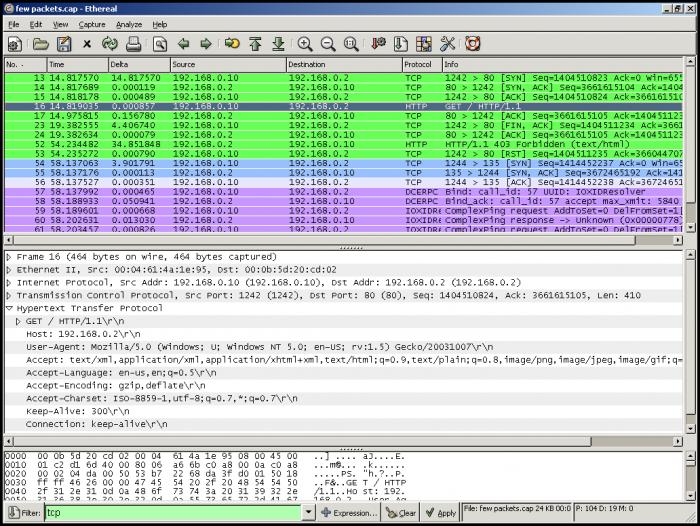 few packets.cap - Ethereal
File Edit View Capture Analyze Help
No. Time Delta Source Destination Protocol Info
13 14.817570 14.817570 192.168.0.10 192.168.0.2 TCP 1242 > 80 [SYN] Seq=1404510823 Ack=0 Win=65
14 14.817689 0.000119 192.168.0.2 192.168.0.10 TCP 80 > 1242 [SYN, ACK] Seq=3661615104 Ack=140
15 14.818178 0.000489 192.168.0.10 192.168.0.2 TCP 1242 > 80 [ACK] Seq=1404510824 Ack=36616510
16 14.819035 0.000857 192.168.0.10 192.168.0.2 HTTP GET / HTTP/1.1
17 14.975815 0.156780 192.168.0.2 192.168.0.10 TCP 80 > 1242 [ACK] Seq=3661615105 Ack=140451123
23 19.382555 4.406740 192.168.0.10 192.168.0.2 TCP 1242 > 80 [FIN, ACK] Seq=1404511234 Ack=366
24 19.382634 0.000079 192.168.0.2 192.168.0.10 TCP 80 > 1242 [ACK] Seq=3661615105 Ack=14045112
52 54.234482 34.851848 192.168.0.2 192.168.0.10 HTTP HTTP/1.1 403 Forbidden (text/html)
53 54.235272 0.000790 192.168.0.10 192.168.0.2 TCP 1242 > 80 [RST] Seq=1404511235 Ack=36604470
54 58.137063 3.901791 192.168.0.10 192.168.0.2 TCP 1244 > 135 [SYN] Seq=1414452237 Ack=0 Win=65
55 58.137176 0.000113 192.168.0.2 192.168.0.10 TCP 135 > 1244 [SYN, ACK] Seq=3672465192 Ack=141
56 58.137527 0.000351 192.168.0.10 192.168.0.2 TCP 1244 > 135 [ACK] Seq=1414452238 Ack=36724651
57 58.137992 0.000465 192.168.0.10 192.168.0.2 DCERPC Bind: call_id: 57 UUID: IOXIDResolver
58 58.188933 0.050941 192.168.0.2 192.168.0.10 DCERPC Bind_ack: call_id: 57 accept max_xmit: 5840
59 58.189601 0.000668 192.168.0.10 192.168.0.2 IOXIDRe ComplexPing request AddToSet=0 DelFromSet=1[
60 58.202631 0.013030 192.168.0.2 192.168.0.10 IOXIDRe ComplexPing response -> Unknown (0x00000778)
61 58.203457 0.000826 192.168.0.10 192.168.0.2 IOXIDRe ComplexPing request AddToSet=0 DelFromSet=1[
Frame 16 (464 bytes on wire, 464 bytes captured)
Ethernet II, Src: 00:04:61:4a:1e:95, Dst: 00:0b:5d:20:cd:02
Internet Protocol, Src Addr: 192.168.0.10 (192.168.0.10), Dst Addr: 192.168.0.2 (192.168.0.2)
Transmission Control Protocol, Src Port: 1242 (1242), Dst Port: 80 (80), Seq: 1404510824, Ack: 3661615105, Len: 410
Hypertext Transfer Protocol
GET / HTTP/1.1\r\n
Host: 192.168.0.2\r\n
User-Agent: Mozilla/5.0 (Windows; U; Windows NT 5.0; en-US; rv:1.5) Gecko/20031007\r\n
Accept: text/xml,application/xml,application/xhtml+xml,text/html;q=0.9,text/plain;q=0.8,image/png,image/jpeg,image/gif;q=
Accept-Language: en-us,en;q=0.5\r\n
Accept-Encoding: gzip,deflate\r\n
Accept-Charset: ISO-8859-1,utf-8;q=0.7,*;q=0.7\r\n
Keep-Alive: 300\r\n
Connection: keep-alive\r\n
0000 00 0b 5d 20 cd 02 00 04 61 4a 1e 95 08 00 45 00 ..] .... aJ....E.
0010 01 c2 d1 6d 40 00 80 06 a6 6b c0 a8 00 0a c0 a8 ...m@... .k......
0020 00 02 04 da 00 50 53 b7 22 68 da 3f d0 01 50 18 .....PS. "h.?..P.
0030 ff ff 46 26 00 00 47 45 54 20 2f 20 48 54 54 50 ..F&..GE T / HTTP
0040 2f 31 2e 31 0d 0a 48 6f 73 74 3a 20 31 39 32 2e /1.1..Ho st: 192.
Filter: tcp Expression... Clear Apply File: few packets.cap 24 KB 00:0 P: 104 D: 19 M: 0